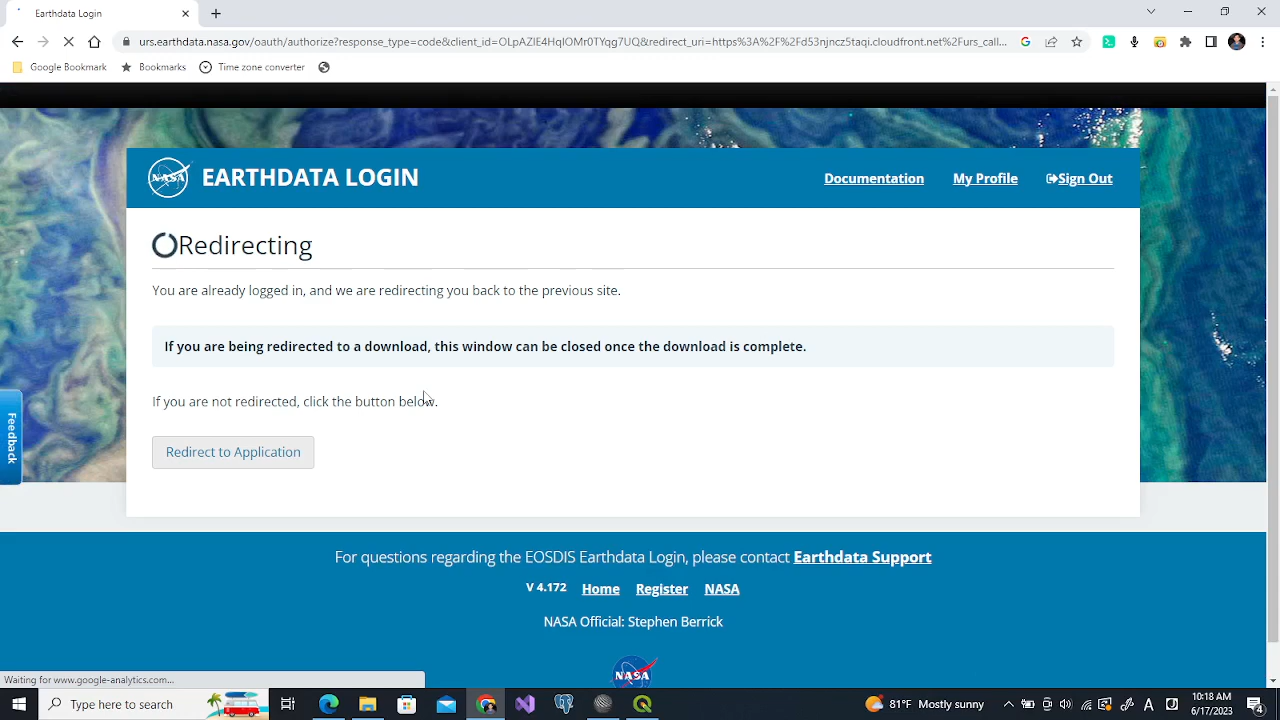 Earthdata Login
urs.earthdata.nasa.gov/oauth/authorize?response_type=code&client_id=OLpAZlE4HqIOMr0TYqg7UQ&redirect_uri=https%3A%2F%2Fd53njncz5taqi.cloudfront.net%2Furs_call...
Google Bookmark
Bookmarks
Time zone converter
NASA
EARTHDATA LOGIN
Documentation
My Profile
Sign Out
Redirecting
You are already logged in, and we are redirecting you back to the previous site.
If you are being redirected to a download, this window can be closed once the download is complete.
If you are not redirected, click the button below.
Feedback
Redirect to Application
For questions regarding the EOSDIS Earthdata Login, please contact Earthdata Support
V 4.172 Home Register NASA
NASA Official: Stephen Berrick
NASA
Waiting for www.google-analytics.com...
Type here to search
81°F Mostly sunny
A
10:18 AM
6/17/2023
4